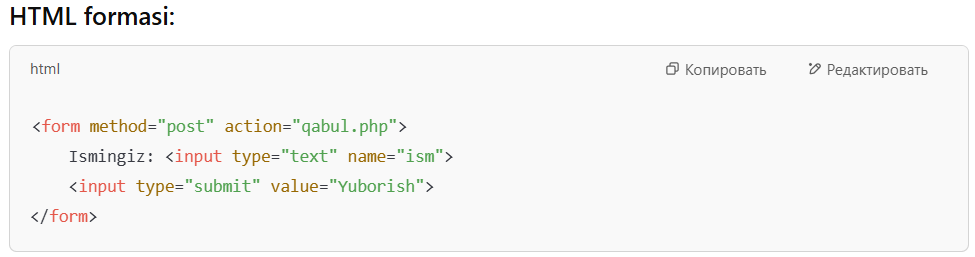 HTML formasi:
html
Копировать
Редактировать
<form method="post" action="qabul.php">
    Ismingiz: <input type="text" name="ism">
    <input type="submit" value="Yuborish">
</form>